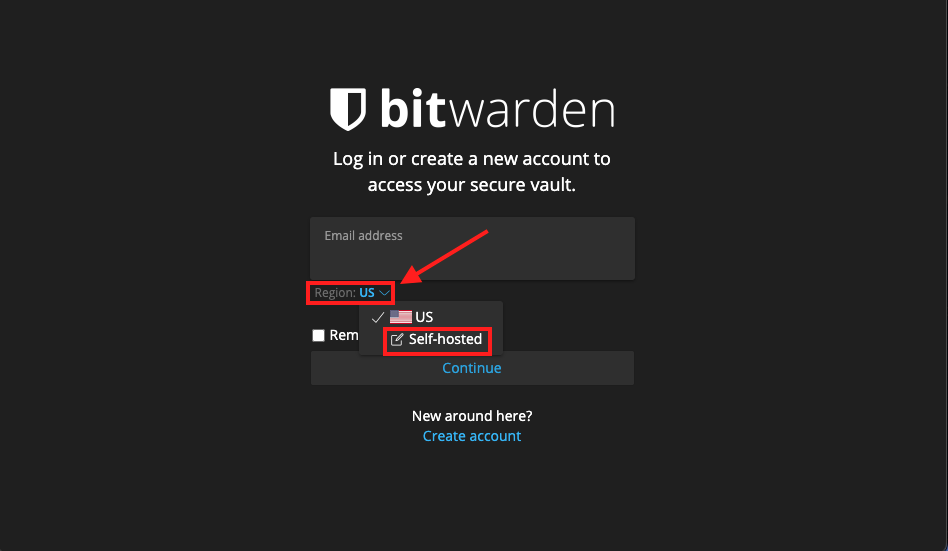 bitwarden
Log in or create a new account to
access your secure vault.
Email address
Region: US
US
Self-hosted
Rem
Continue
New around here?
Create account